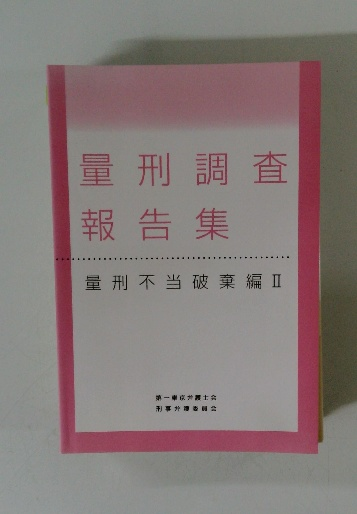 量刑調査
報告集
量刑不当破棄編Ⅱ
第一東京弁護士会
刑事弁護委員会